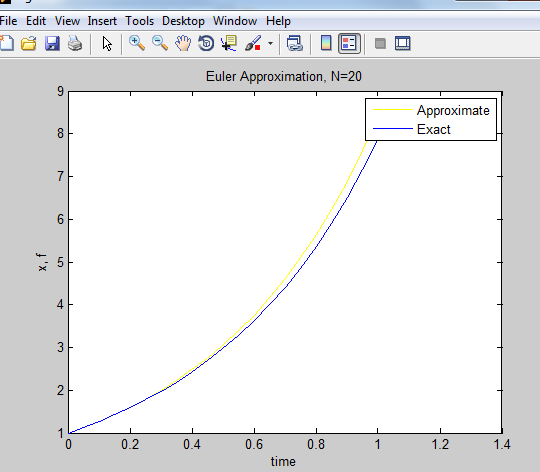 File Edit View Insert Tools Desktop Window Help
Euler Approximation, N=20
Approximate
Exact
9
8
7
6
5
4
3
2
1
x, f
0 0.2 0.4 0.6 0.8 1 1.2 1.4
time